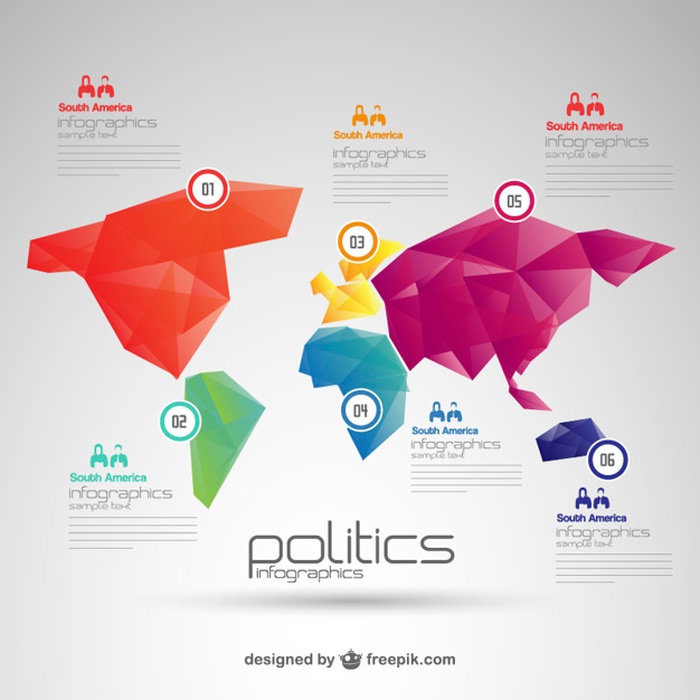 South America
infographics
sample text
South America
infographics
sample text
South America
infographics
sample text
01
05
03
02
04
South America
infographics
sample text
06
South America
infographics
sample text
South America
infographics
sample text
politics
infographics
designed by freepik.com